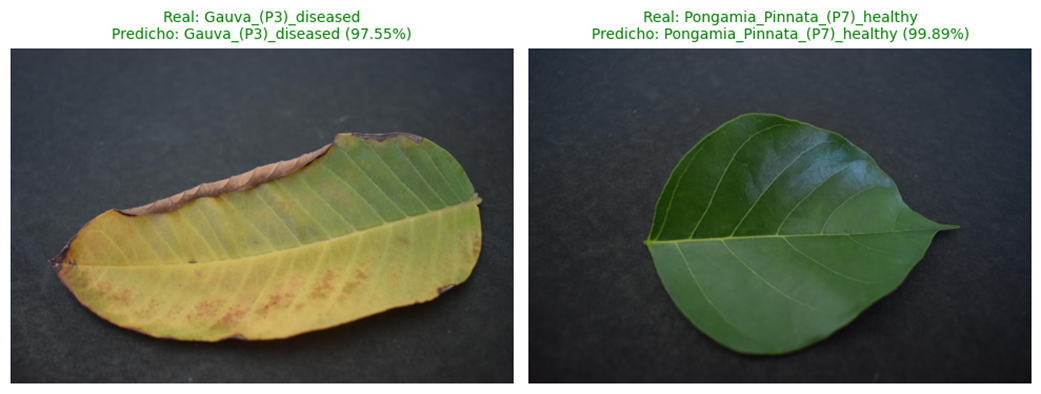 Real: Gauva_(P3)_diseased
Predicho: Gauva_(P3)_diseased (97.55%)
Real: Pongamia_Pinnata_(P7)_healthy
Predicho: Pongamia_Pinnata_(P7)_healthy (99.89%)